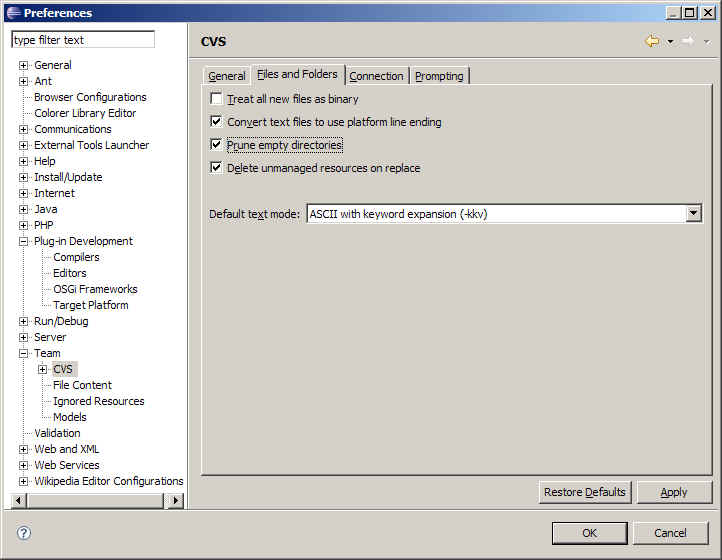 Preferences
type filter text
General
Ant
Browser Configurations
Colorer Library Editor
Communications
External Tools Launcher
Help
Install/Update
Internet
Java
PHP
Plug-in Development
Compilers
Editors
OSGi Frameworks
Target Platform
Run/Debug
Server
Team
CVS
File Content
Ignored Resources
Models
Validation
Web and XML
Web Services
Wikipedia Editor Configurations
CVS
General Files and Folders Connection Prompting
Treat all new files as binary
Convert text files to use platform line ending
Prune empty directories
Delete unmanaged resources on replace
Default text mode: ASCII with keyword expansion (-kkv)
Restore Defaults Apply
? OK Cancel